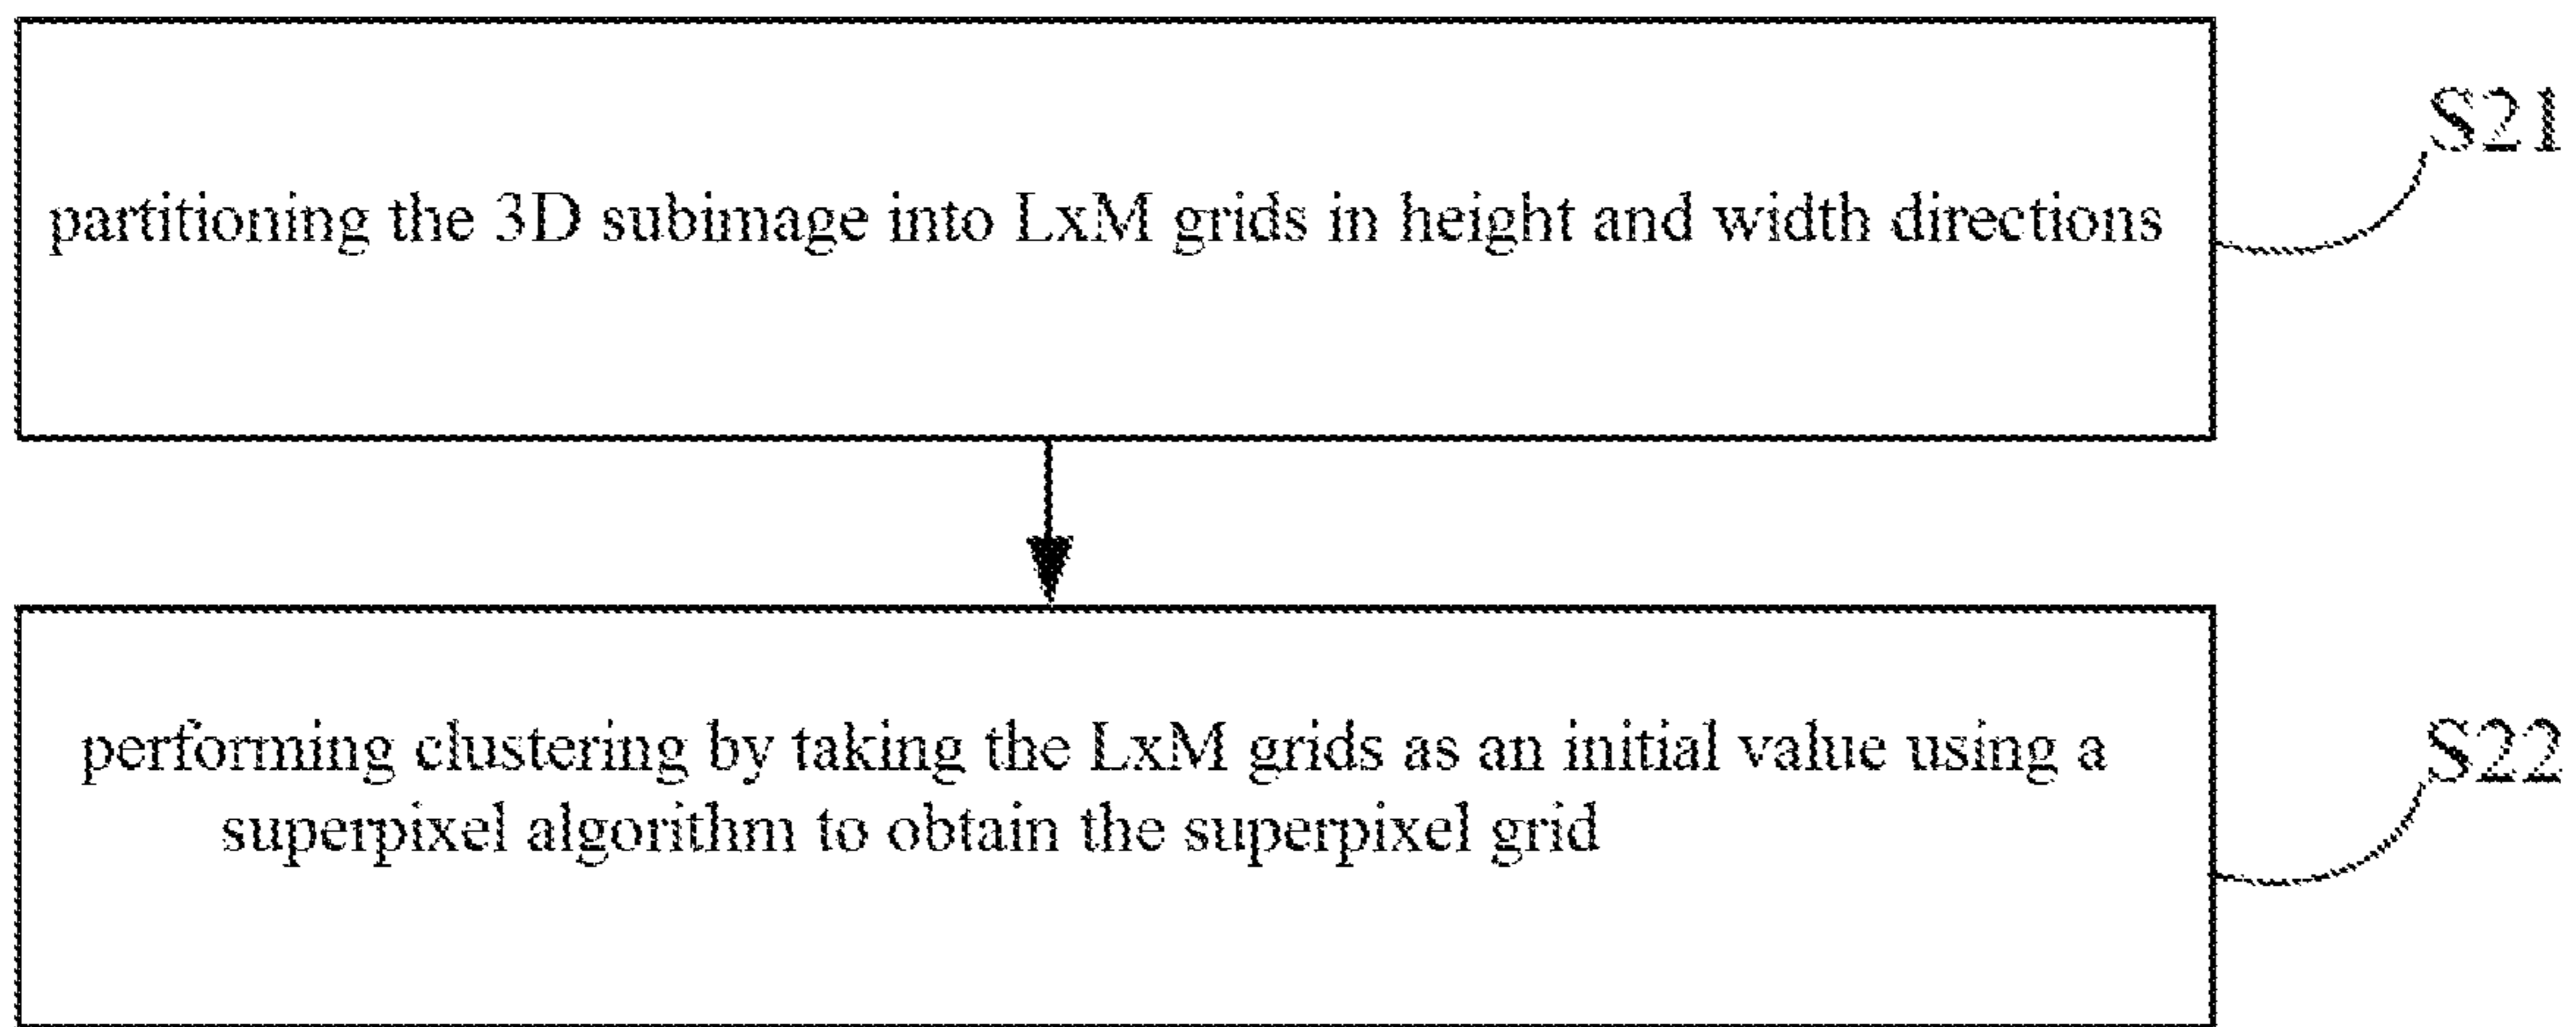 S21
partitioning the 3D subimage into LxM grids in height and width directions
performing clustering by taking the LxM grids as an initial value using a
superpixel algorithm to obtain the superpixel grid
S22